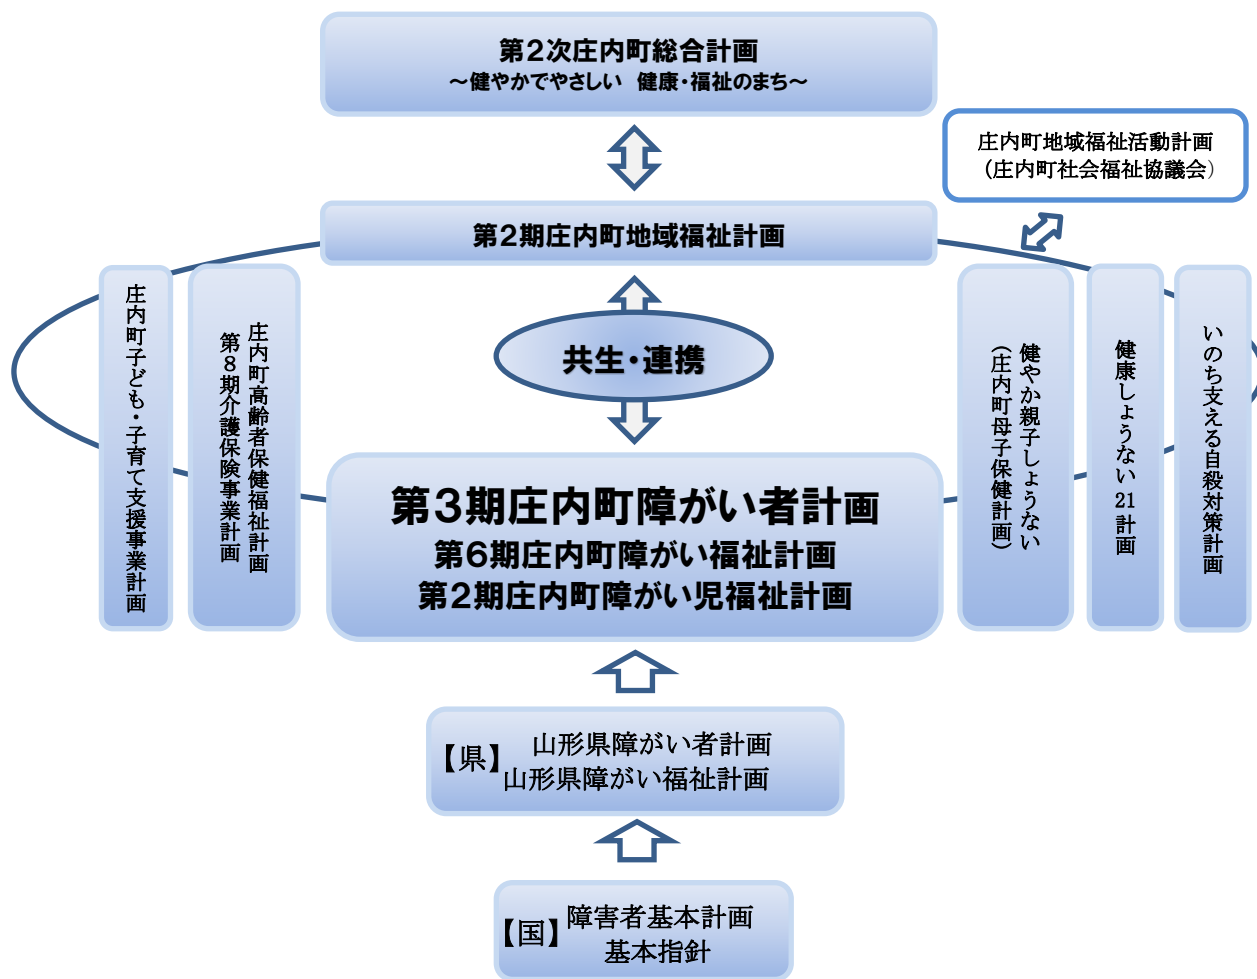 第2次庄内町総合計画
～健やかでやさしい　健康・福祉のまち～
庄内町地域福祉活動計画
（庄内町社会福祉協議会）
第2期庄内町地域福祉計画
庄内町子ども・子育て支援事業計画
庄内町高齢者保健福祉計画
第８期介護保険事業計画
共生・連携
健やか親子しょうない
（庄内町母子保健計画）
健康しょうない21計画
いのち支える自殺対策計画
第3期庄内町障がい者計画
第6期庄内町障がい福祉計画
第2期庄内町障がい児福祉計画
【県】　山形県障がい者計画
山形県障がい福祉計画
【国】障害者基本計画
基本指針